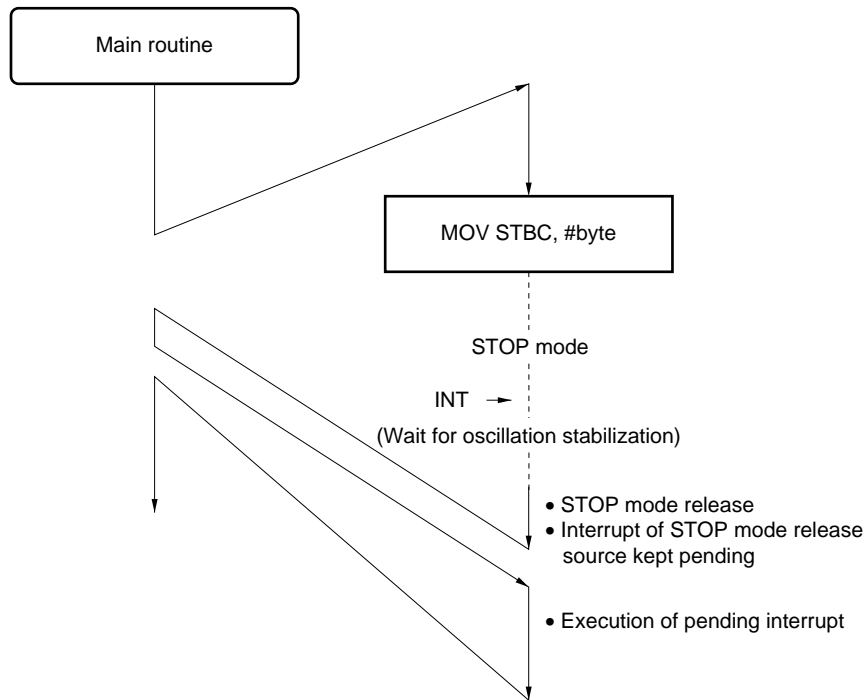 Main routine
MOV STBC, #byte
STOP mode
INT
(Wait for oscillation stabilization)
• STOP mode release
• Interrupt of STOP mode release
source kept pending
• Execution of pending interrupt